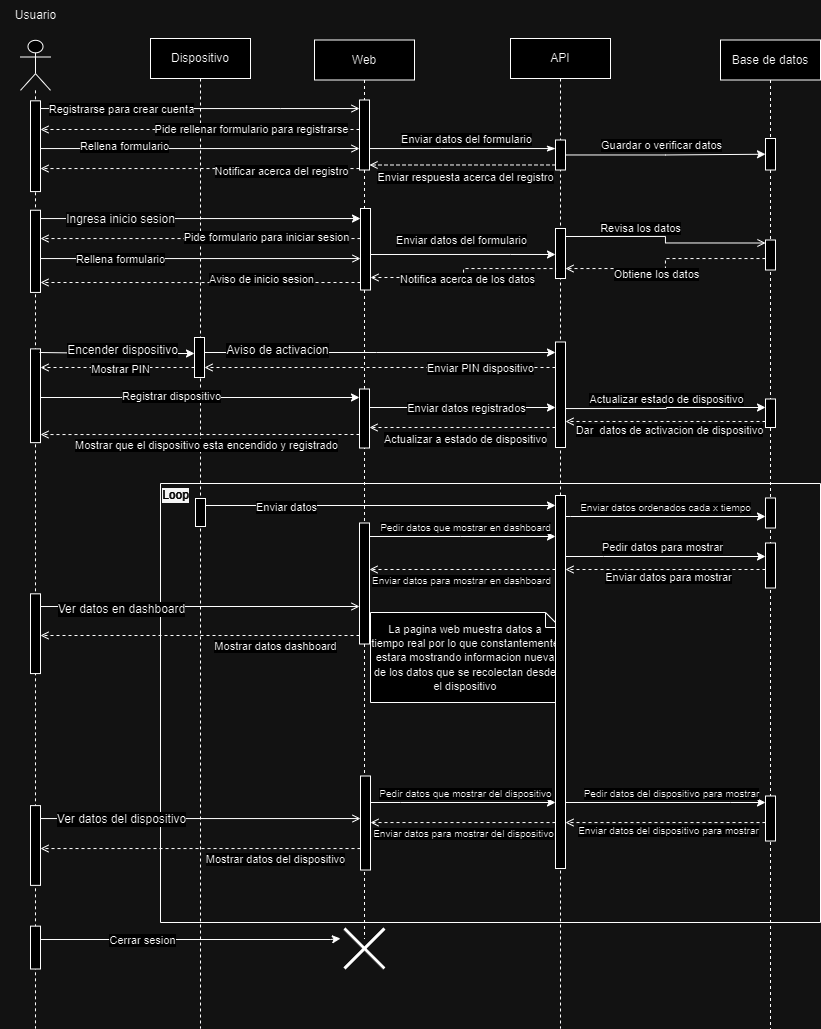 Usuario
Dispositivo
Web
API
Base de datos
Registrarse para crear cuenta
Pide rellenar formulario para registrarse
Rellena formulario
Enviar datos del formulario
Guardar o verificar datos
Notificar acerca del registro
Enviar respuesta acerca del registro
Ingresa inicio sesion
Revisa los datos
Pide formulario para iniciar sesion
Enviar datos del formulario
Rellena formulario
Obtiene los datos
Aviso de inicio sesion
Notifica acerca de los datos
Encender dispositivo
Aviso de activacion
Mostrar PIN
Enviar PIN dispositivo
Registrar dispositivo
Actualizar estado de dispositivo
Enviar datos registrados
Dar datos de activacion de dispositivo
Mostrar que el dispositivo esta encendido y registrado
Actualizar a estado de dispositivo
Loop
Enviar datos
Enviar datos ordenados cada x tiempo
Pedir datos que mostrar en dashboard
Pedir datos para mostrar
Enviar datos para mostrar en dashboard
Enviar datos para mostrar
Ver datos en dashboard
Mostrar datos dashboard
La pagina web muestra datos a
tiempo real por lo que constantemente
estara mostrando informacion nueva
de los datos que se recolectan desde
el dispositivo
Pedir datos que mostrar del dispositivo
Pedir datos del dispositivo para mostrar
Ver datos del dispositivo
Enviar datos para mostrar del dispositivo
Enviar datos del dispositivo para mostrar
Mostrar datos del dispositivo
Cerrar sesion